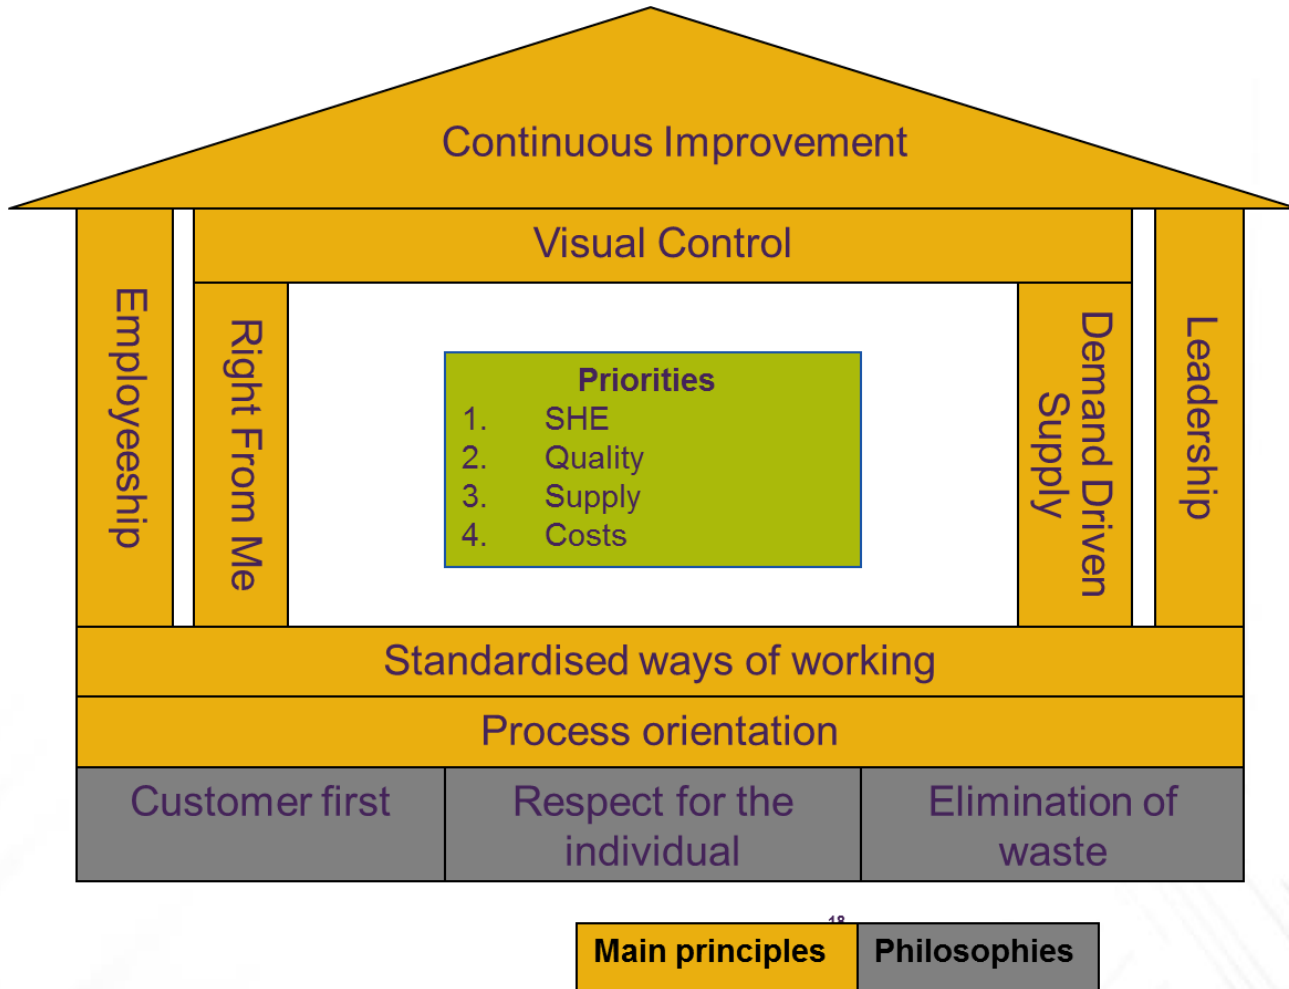 Continuous Improvement
Visual Control
Employeeship
Right From Me
Priorities
1. SHE
2. Quality
3. Supply
4. Costs
Demand Driven
Supply
Leadership
Standardised ways of working
Process orientation
Customer first
Respect for the
individual
Elimination of
waste
18
Main principles
Philosophies